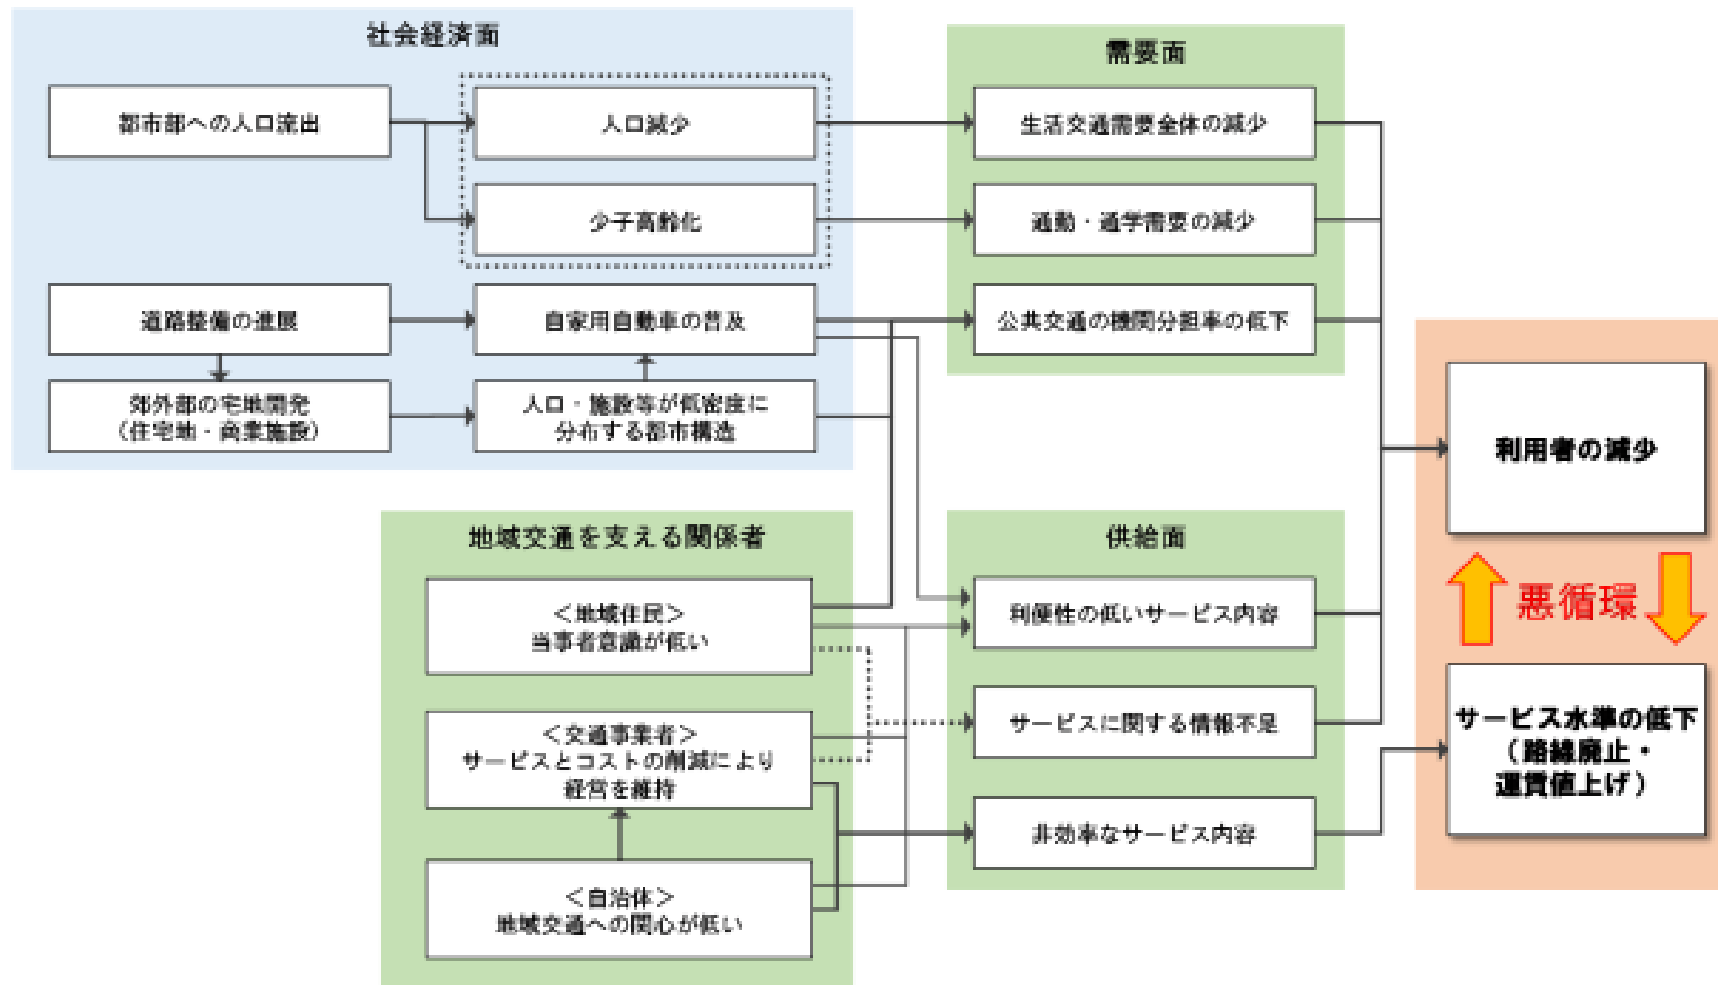 社会経済面
都市部への人口流出
人口減少
少子高齢化
道路整備の進展
自家用自動車の普及
郊外部の宅地開発
（住宅地・商業施設）
人口・施設等が低密度に
分布する都市構造
需要面
生活交通需要全体の減少
通勤・通学需要の減少
公共交通の機関分担率の低下
地域交通を支える関係者
＜地域住民＞
当事者意識が低い
＜交通事業者＞
サービスとコストの削減により
経営を維持
＜自治体＞
地域交通への関心が低い
供給面
利便性の低いサービス内容
サービスに関する情報不足
非効率なサービス内容
利用者の減少
悪循環
サービス水準の低下
（路線廃止・
運賃値上げ）